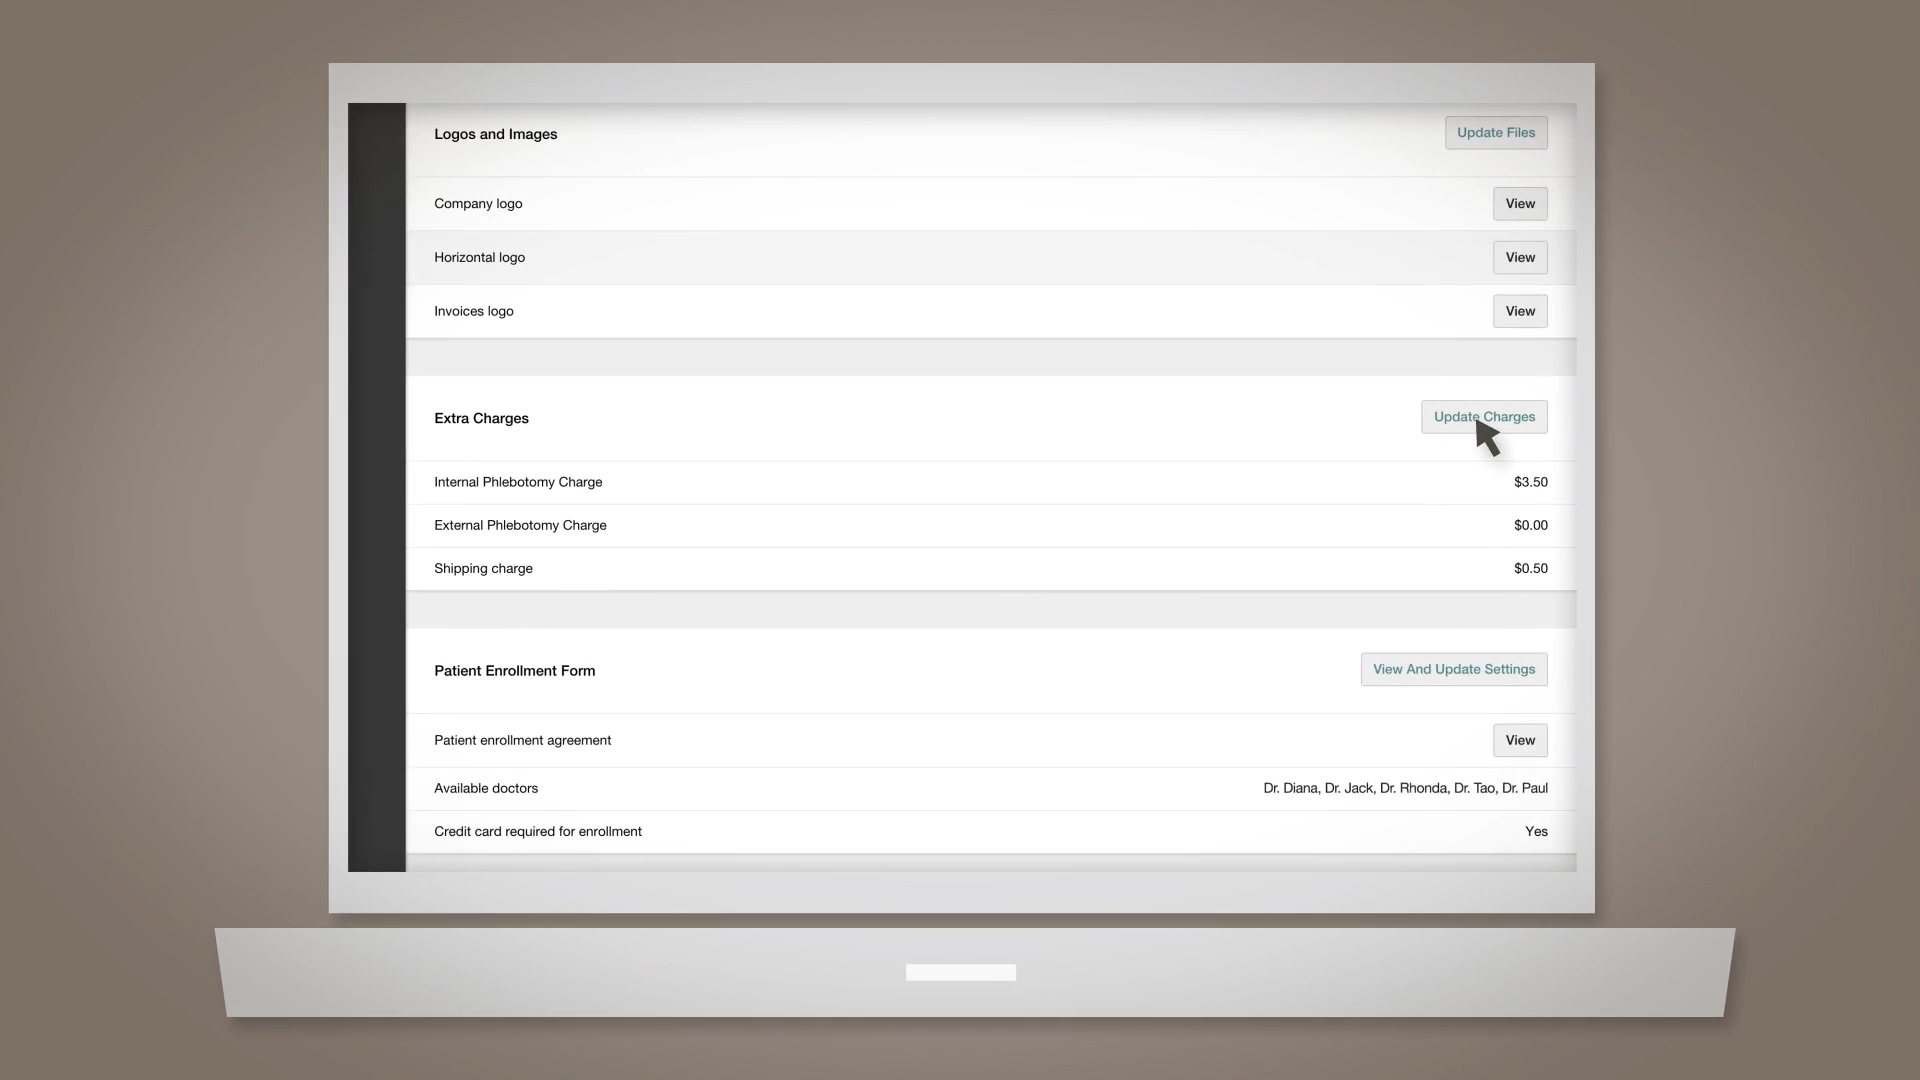 Logos and Images
Update Files
Company logo
View
Horizontal logo
View
Invoices logo
View
Extra Charges
Update Charges
Internal Phlebotomy Charge
$3.50
External Phlebotomy Charge
$0.00
Shipping charge
$0.50
Patient Enrollment Form
View And Update Settings
Patient enrollment agreement
View
Available doctors
Dr. Diana, Dr. Jack, Dr. Rhonda, Dr. Tao, Dr. Paul
Credit card required for enrollment
Yes